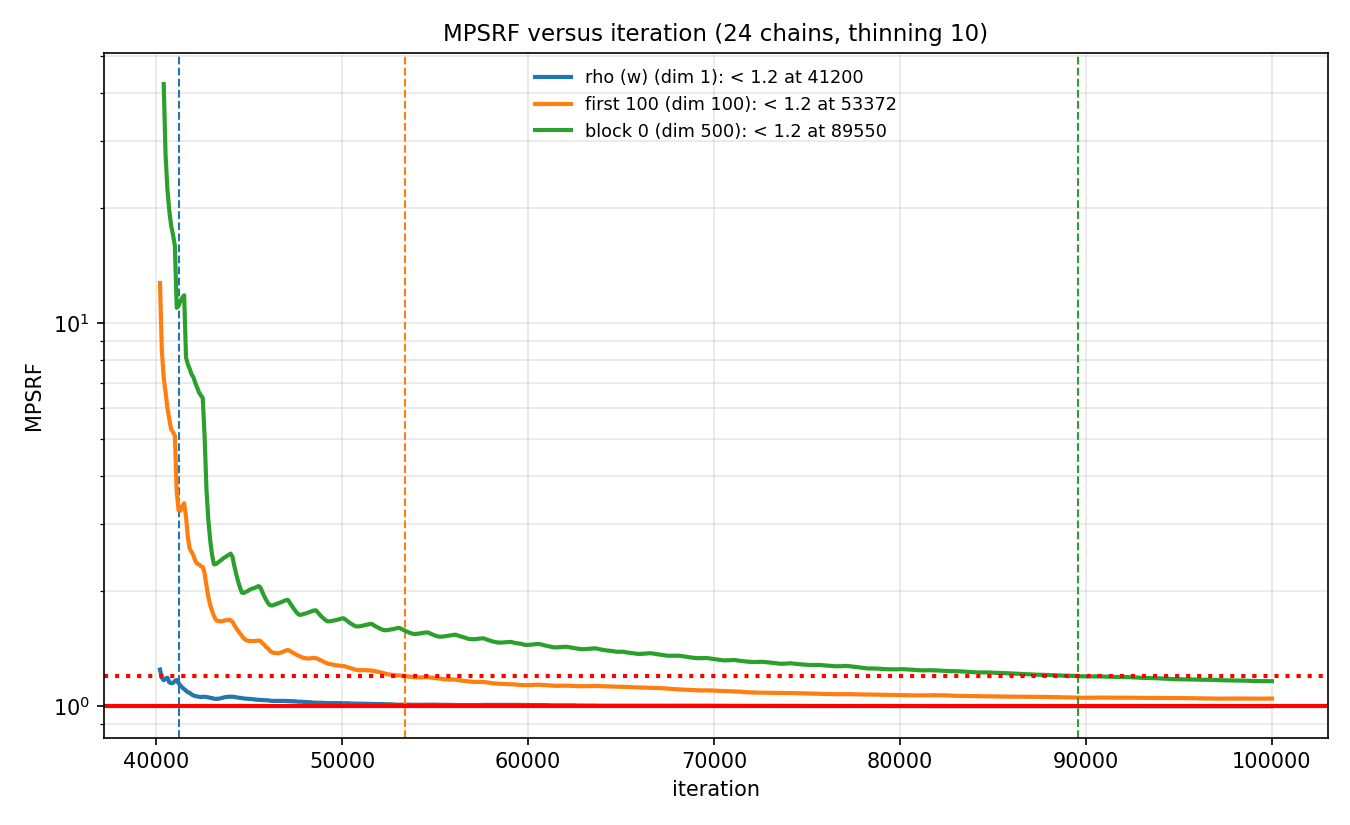 MPSRF versus iteration (24 chains, thinning 10)
rho (w) (dim 1): < 1.2 at 41200
first 100 (dim 100): < 1.2 at 53372
block 0 (dim 500): < 1.2 at 89550
MPSRF
10¹
10⁰
40000 50000 60000 70000 80000 90000 100000
iteration